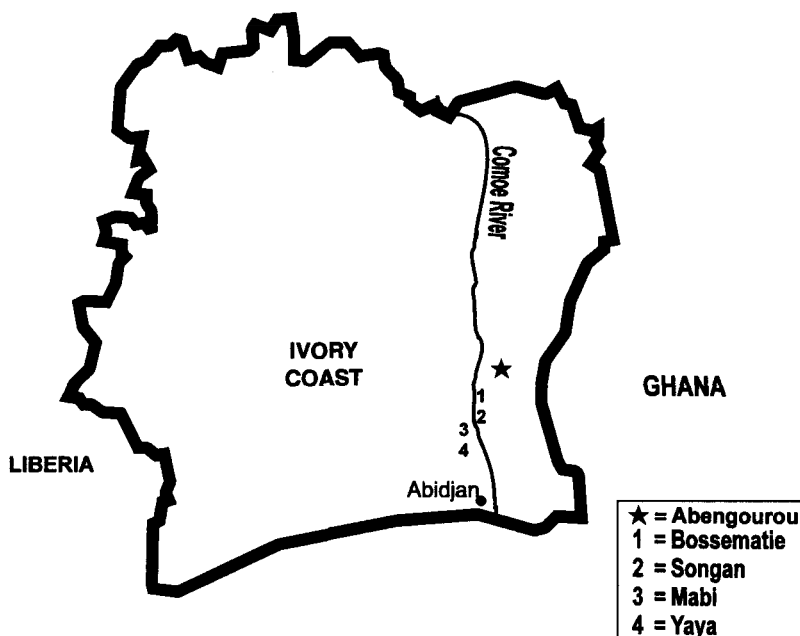 Comoe River
IVORY
COAST
GHANA
1
2
3
4
LIBERIA
Abidjan
★ = Abengourou
1 = Bossematie
2 = Songan
3 = Mabi
4 = Yaya